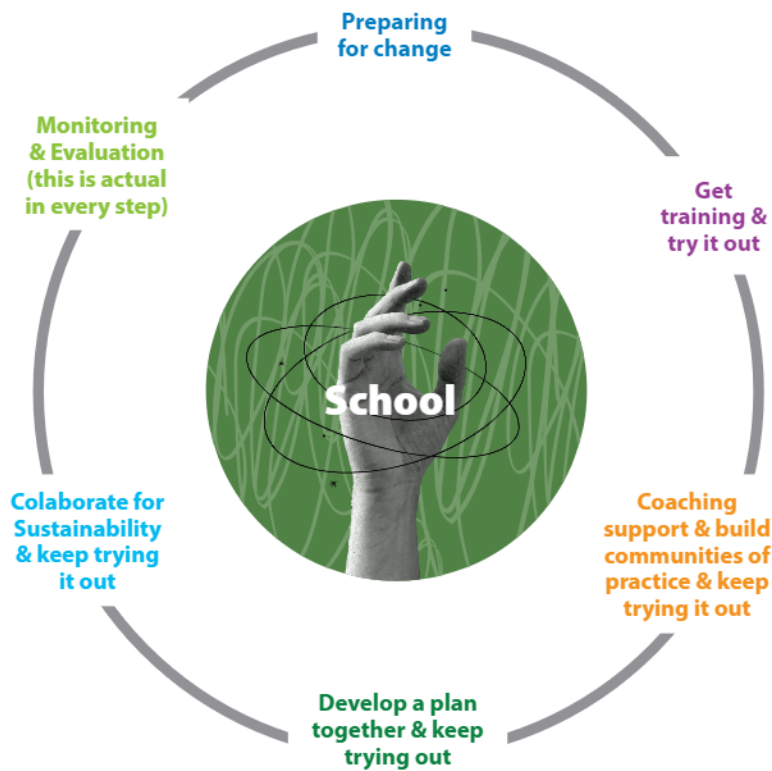 Preparing
for change
Get
training &
try it out
Coaching
support & build
communities of
practice & keep
trying it out
Develop a plan
together & keep
trying out
Colaborate for
Sustainability
& keep trying
it out
Monitoring
& Evaluation
(this is actual
in every step)
School